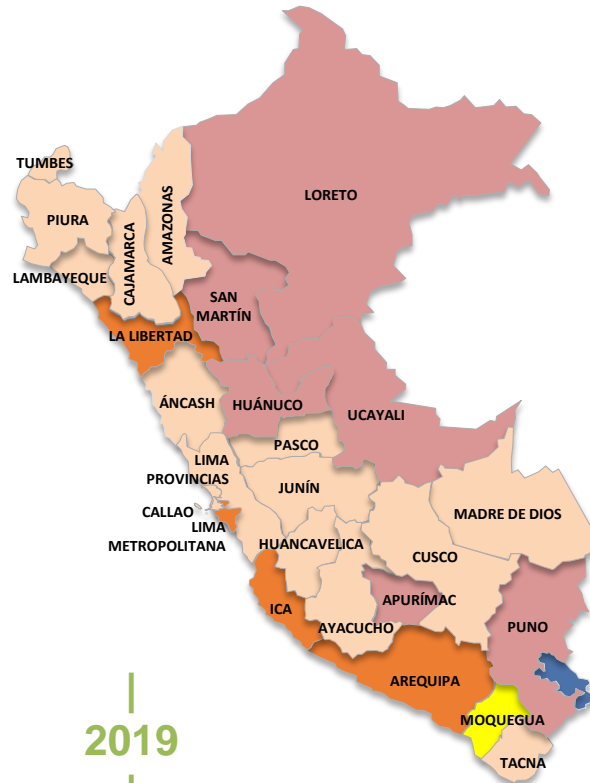 TUMBES
LORETO
PIURA
AMAZONAS
CAJAMARCA
LAMBAYEQUE
SAN
MARTÍN
LA LIBERTAD
ÁNCASH
HUÁNUCO
UCAYALI
PASCO
LIMA
PROVINCIAS
JUNÍN
CALLAO
MADRE DE DIOS
LIMA
METROPOLITANA
HUANCAVELICA
CUSCO
APURÍMAC
ICA
AYACUCHO
PUNO
AREQUIPA
MOQUEGUA
2019
TACNA